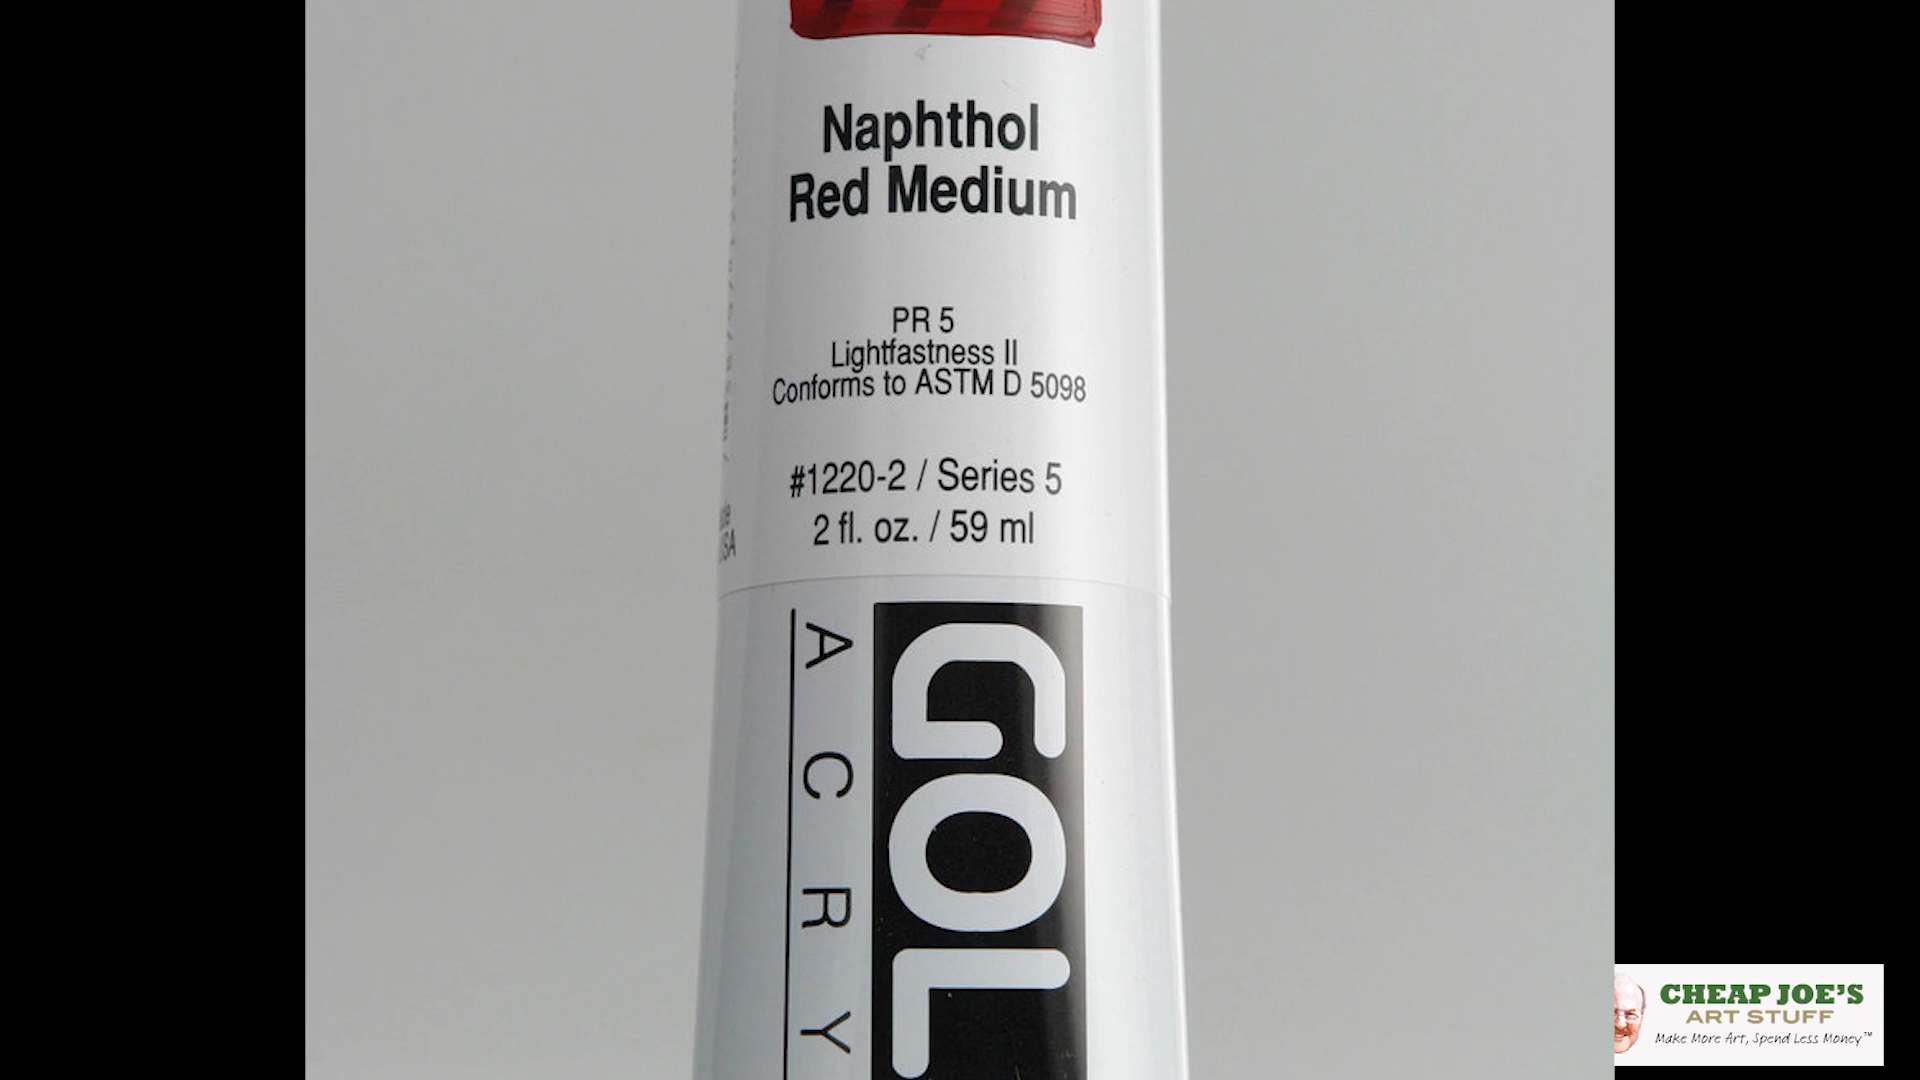 Naphthol
Red Medium
PR 5
Lightfastness II
Conforms to ASTM D 5098
#1220-2 / Series 5
2 fl. oz. / 59 ml
USA
GOL
ACRY
CHEAP JOE'S
ART STUFF
Make More Art, Spend Less Money™